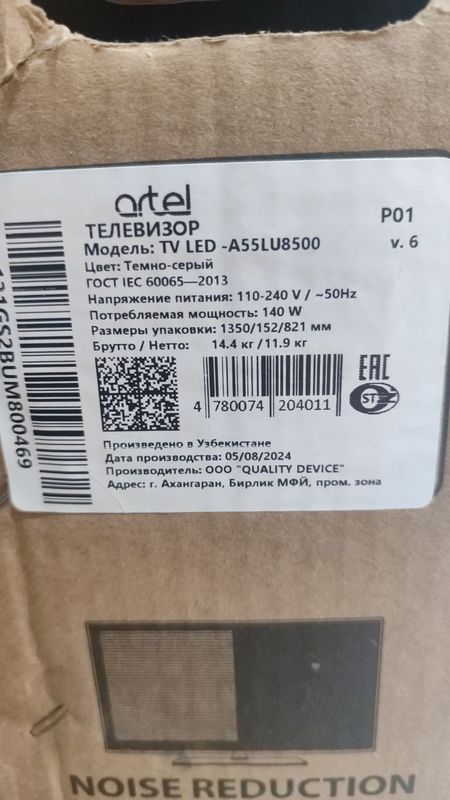 artel
ТЕЛЕВИЗОР
P01
Модель: TV LED -A55LU8500
v. 6
Цвет: Темно-серый
ГОСТ IEC 60065—2013
Напряжение питания: 110-240 V / ~50Hz
Потребляемая мощность: 140 W
Размеры упаковки: 1350/152/821 мм
Брутто / Нетто: 14.4 кг /11.9 кг
EAC
ST
4 780074 204011
Произведено в Узбекистане
Дата производства: 05/08/2024
Производитель: ООО "QUALITY DEVICE"
Адрес: г. Ахангаран, Бирлик МФЙ, пром. зона
NOISE REDUCTION